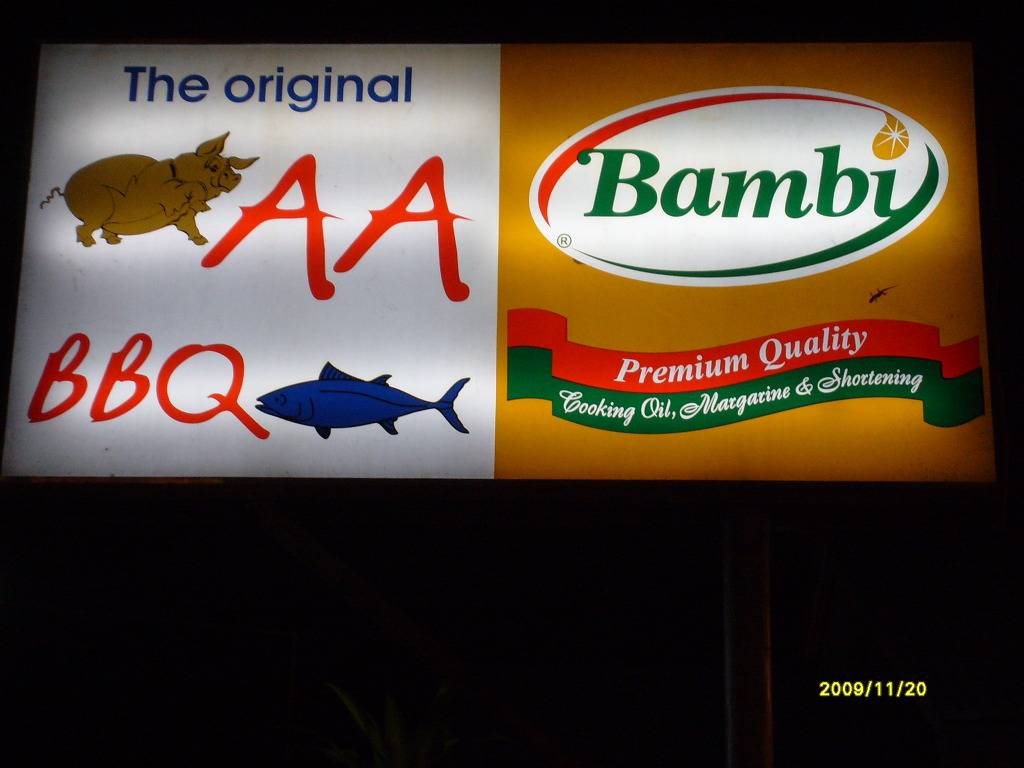 The original
AA
BBQ
Bambi
®
Premium Quality
Cooking Oil, Margarine & Shortening
2009/11/20